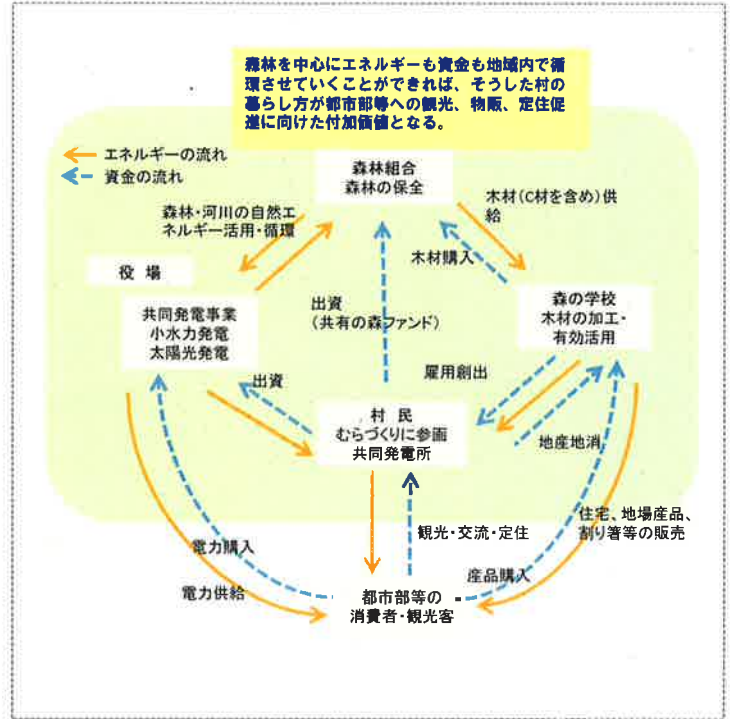 森林を中心にエネルギーも資金も地域内で循
環させていくことができれば、そうした村の
暮らし方が都市部等への観光、物販、定住促
進に向けた付加価値となる。
エネルギーの流れ
資金の流れ
森林組合
森林の保全
森林・河川の自然エ
ネルギー活用・循環
木材(C材を含め)供
給
木材購入
役 場
共同発電事業
小水力発電
太陽光発電
出資
(共有の森ファンド)
森の学校
木材の加工・
有効活用
出資
雇用創出
村 民
むらづくりに参画
共同発電所
地産地消
住宅、地場産品、
割り箸等の販売
観光・交流・定住
電力購入
産品購入
電力供給
都市部等の
消費者・観光客